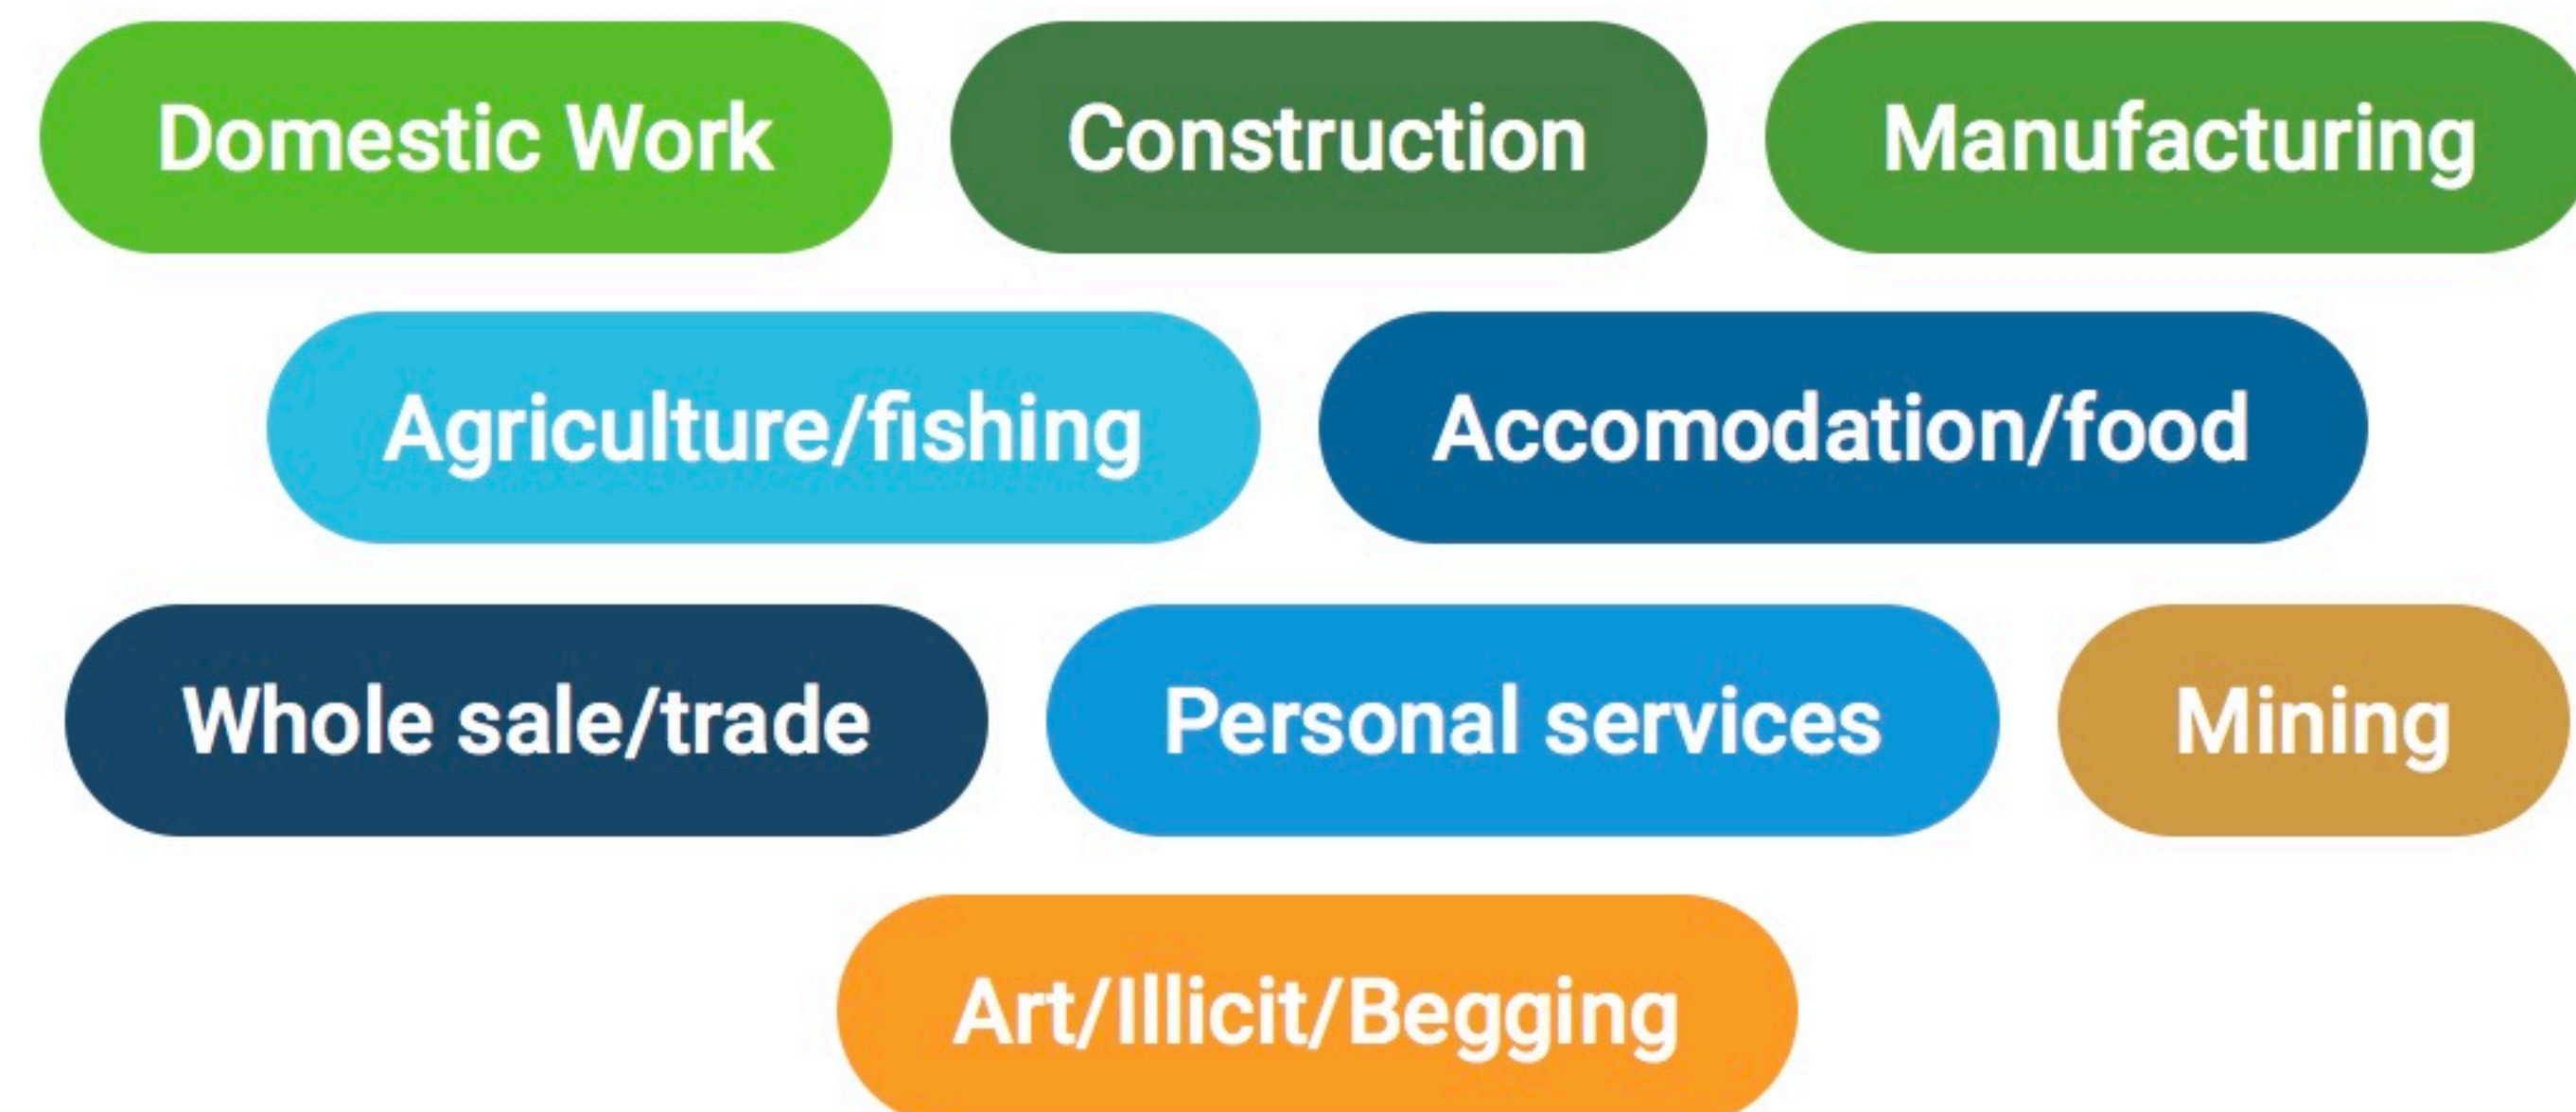 Domestic Work Construction Manufacturing
Agriculture/fishing Accomodation/food
Whole sale/trade Personal services Mining
Art/Illicit/Begging